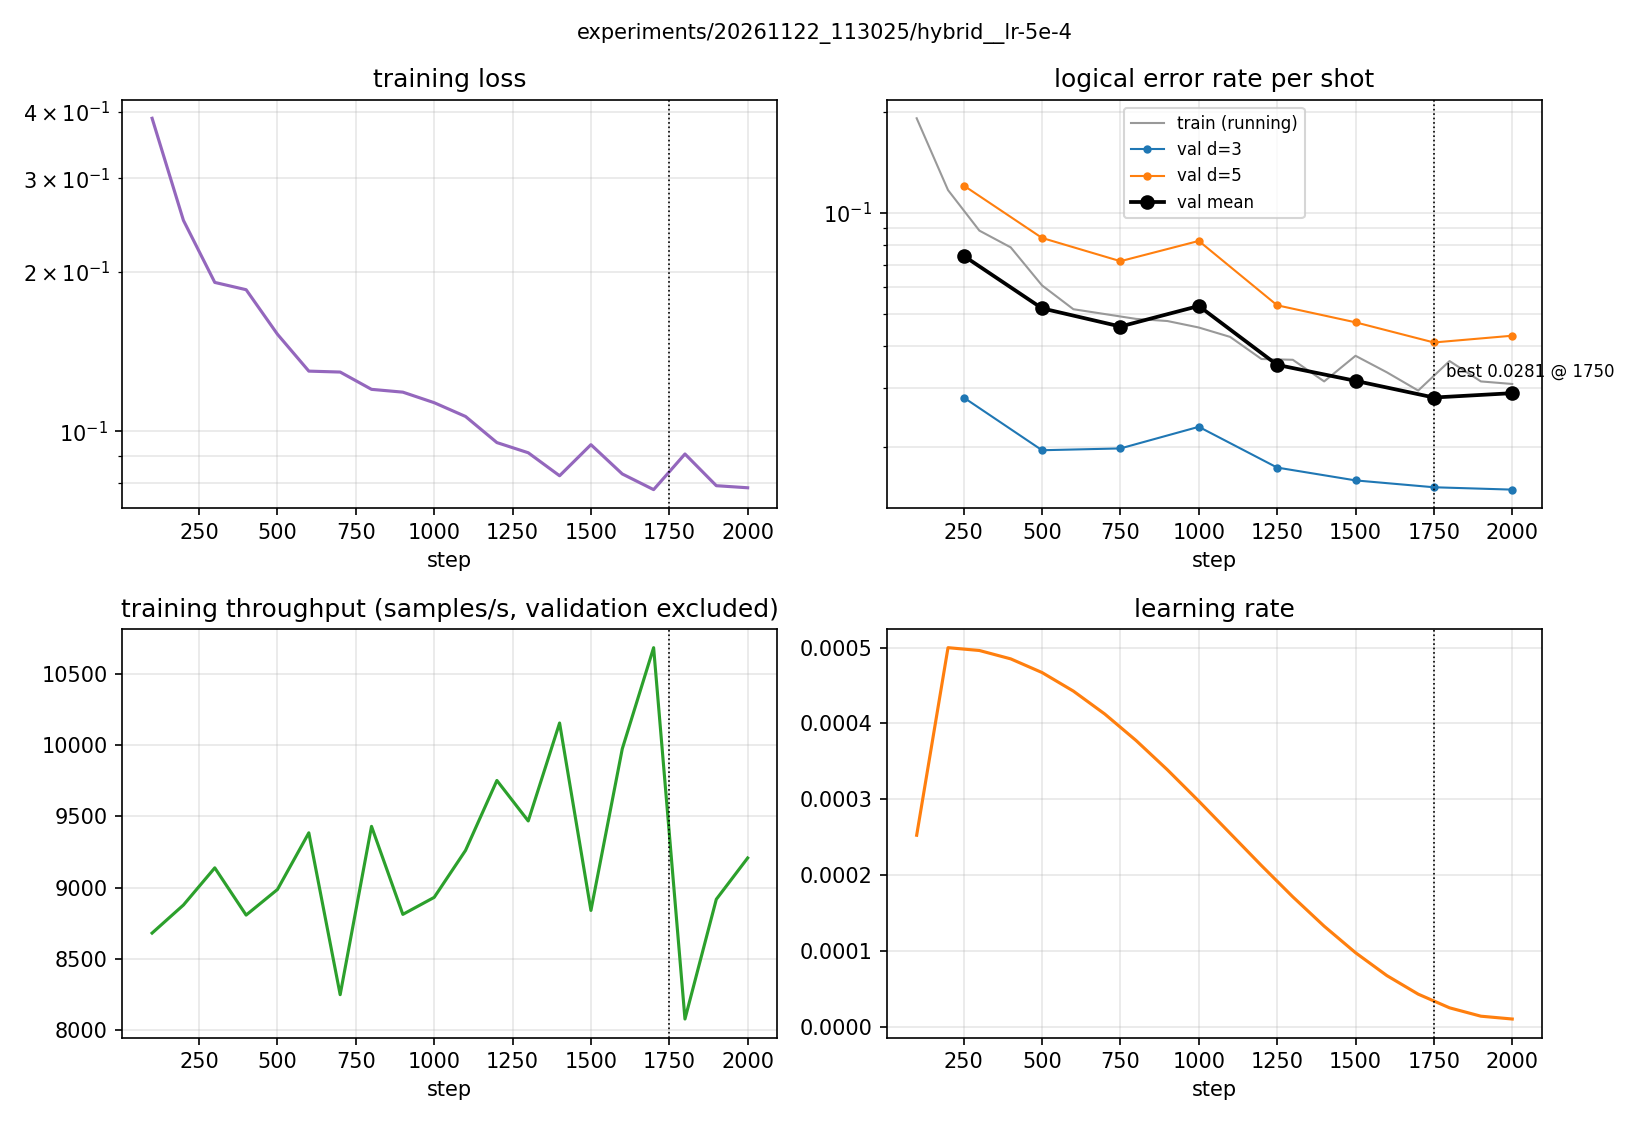 experiments/20261122_113025/hybrid__lr-5e-4
training loss
4 × 10⁻¹
3 × 10⁻¹
2 × 10⁻¹
10⁻¹
250 500 750 1000 1250 1500 1750 2000
step
logical error rate per shot
train (running)
val d=3
val d=5
val mean
10⁻¹
best 0.0281 @ 1750
250 500 750 1000 1250 1500 1750 2000
step
training throughput (samples/s, validation excluded)
10500
10000
9500
9000
8500
8000
250 500 750 1000 1250 1500 1750 2000
step
learning rate
0.0005
0.0004
0.0003
0.0002
0.0001
0.0000
250 500 750 1000 1250 1500 1750 2000
step